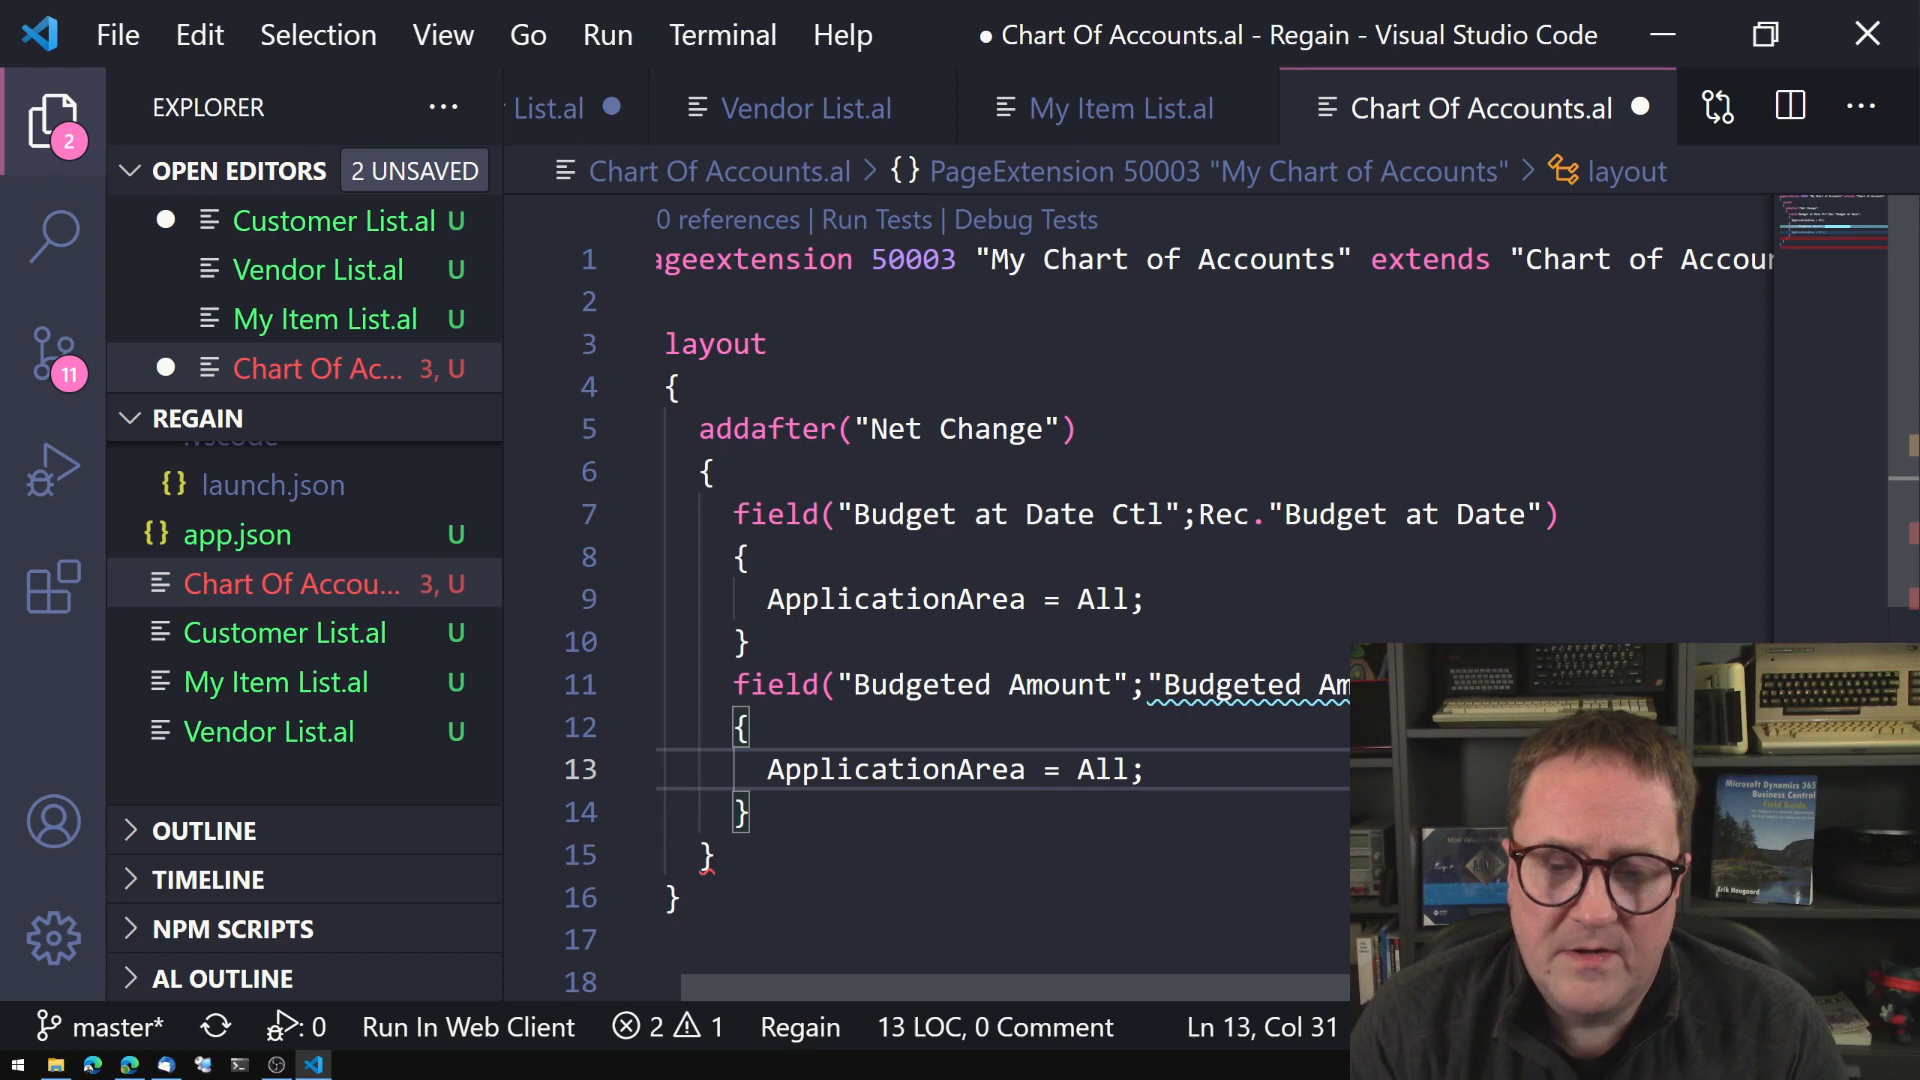 File Edit Selection View Go Run Terminal Help ● Chart Of Accounts.al - Regain - Visual Studio Code
EXPLORER
List.al
Vendor List.al
My Item List.al
Chart Of Accounts.al
2
OPEN EDITORS 2 UNSAVED
Chart Of Accounts.al > {} PageExtension 50003 "My Chart of Accounts" > layout
Customer List.al U
Vendor List.al U
My Item List.al U
Chart Of Ac... 3, U
11
REGAIN
.vscode
{} launch.json
{} app.json U
Chart Of Accou... 3, U
Customer List.al U
My Item List.al U
Vendor List.al U
OUTLINE
TIMELINE
NPM SCRIPTS
AL OUTLINE
0 references | Run Tests | Debug Tests
1 ageextension 50003 "My Chart of Accounts" extends "Chart of Accoun
2
3 layout
4 {
5 addafter("Net Change")
6 {
7 field("Budget at Date Ctl";Rec."Budget at Date")
8 {
9 ApplicationArea = All;
10 }
11 field("Budgeted Amount";"Budgeted Am
12 {
13 ApplicationArea = All;
14 }
15 }
16 }
17
18
Microsoft Dynamics 365
Business Central
Field Guide
Erik Hougaard
master* 0 Run In Web Client 2 1 Regain 13 LOC, 0 Comment Ln 13, Col 31